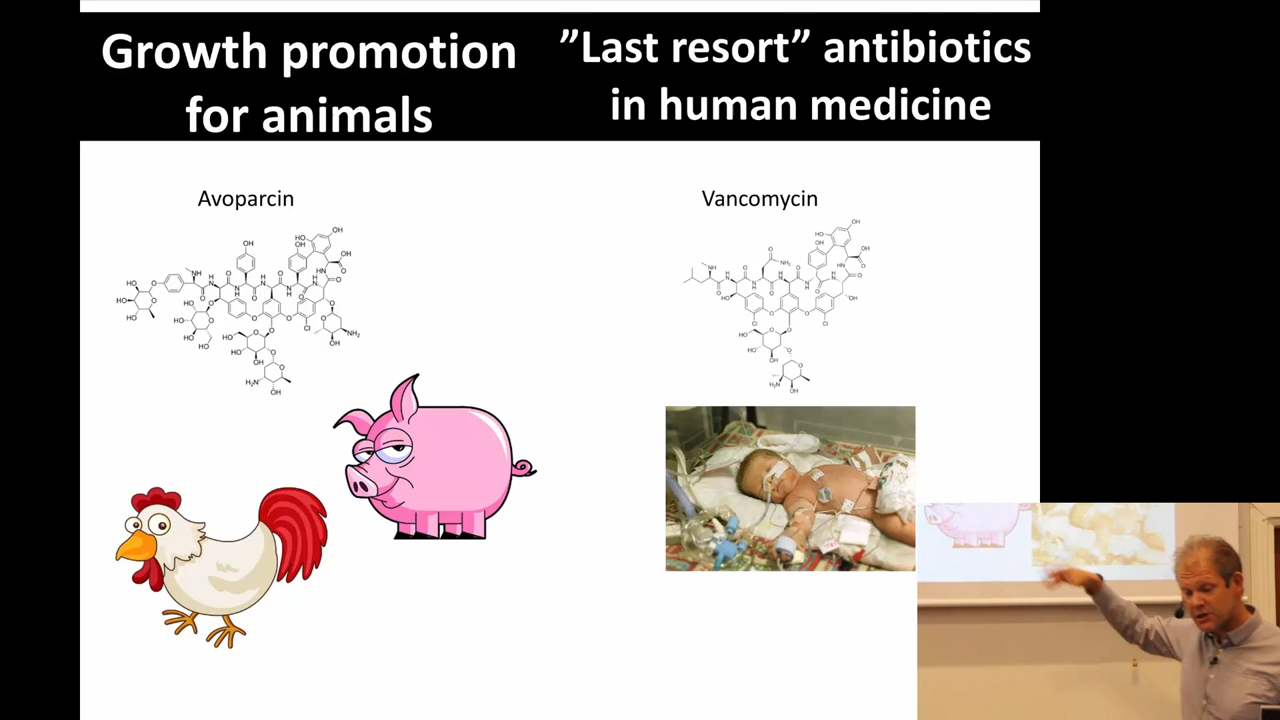 Growth promotion
for animals
”Last resort” antibiotics
in human medicine
Avoparcin
Vancomycin